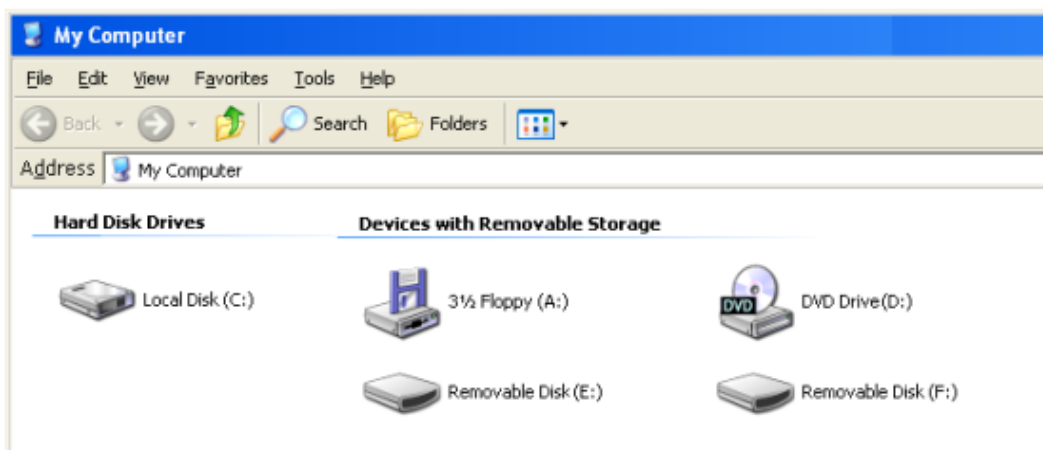 My Computer
File Edit View Favorites Tools Help
Back Search Folders
Address My Computer
Hard Disk Drives Devices with Removable Storage
Local Disk (C:) 3½ Floppy (A:) DVD DVD Drive(D:)
Removable Disk (E:) Removable Disk (F:)